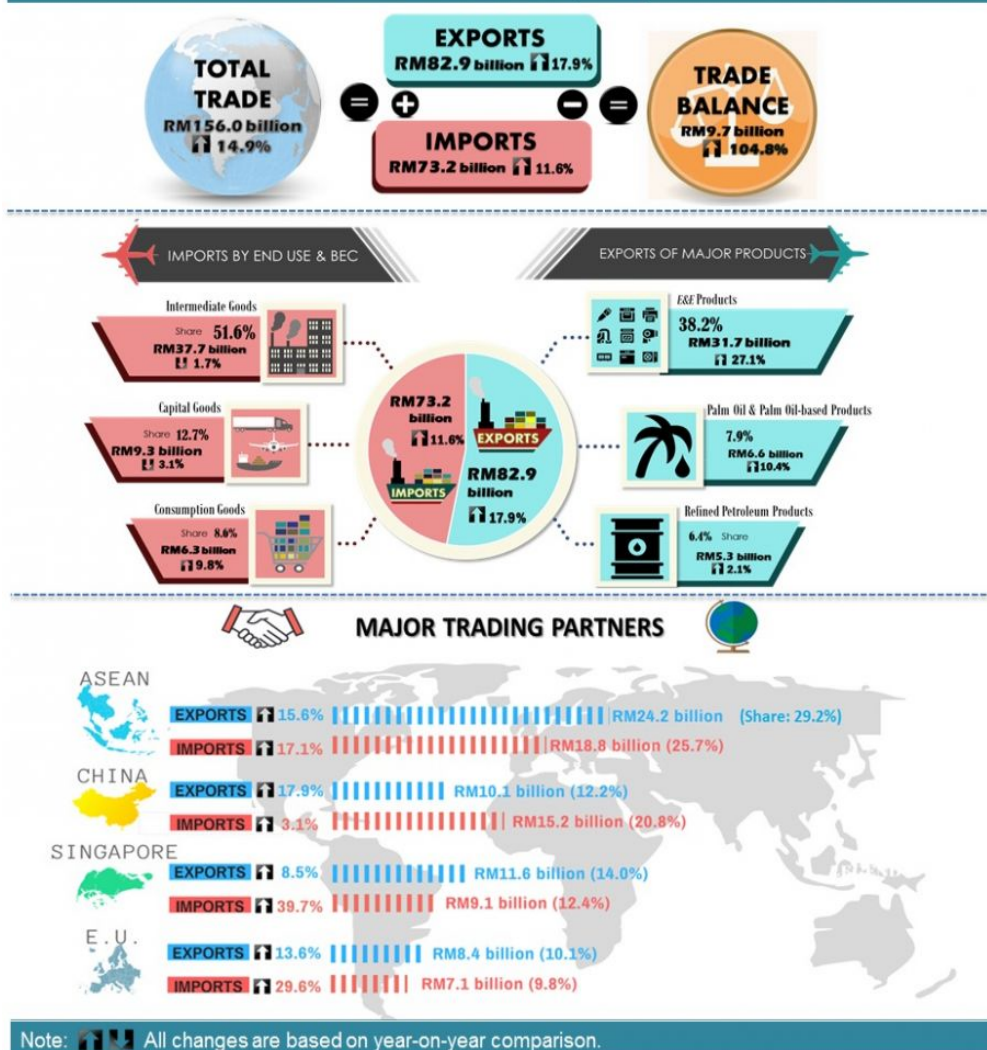 TOTAL
TRADE
RM156.0 billion
14.9%
=
EXPORTS
RM82.9 billion 17.9%
+
−
IMPORTS
RM73.2 billion 11.6%
=
TRADE
BALANCE
RM9.7 billion
104.8%
IMPORTS BY END USE & BEC
Intermediate Goods
Share 51.6%
RM37.7 billion
1.7%
Capital Goods
Share 12.7%
RM9.3 billion
3.1%
Consumption Goods
Share 8.6%
RM6.3 billion
9.8%
RM73.2
billion
11.6%
IMPORTS
EXPORTS
RM82.9
billion
17.9%
EXPORTS OF MAJOR PRODUCTS
E&E Products
38.2%
RM31.7 billion
27.1%
Palm Oil & Palm Oil-based Products
7.9%
RM6.6 billion
10.4%
Refined Petroleum Products
6.4% Share
RM5.3 billion
2.1%
MAJOR TRADING PARTNERS
ASEAN
EXPORTS 15.6% RM24.2 billion (Share: 29.2%)
IMPORTS 17.1% RM18.8 billion (25.7%)
CHINA
EXPORTS 17.9% RM10.1 billion (12.2%)
IMPORTS 3.1% RM15.2 billion (20.8%)
SINGAPORE
EXPORTS 8.5% RM11.6 billion (14.0%)
IMPORTS 39.7% RM9.1 billion (12.4%)
E.U.
EXPORTS 13.6% RM8.4 billion (10.1%)
IMPORTS 29.6% RM7.1 billion (9.8%)
Note: All changes are based on year-on-year comparison.